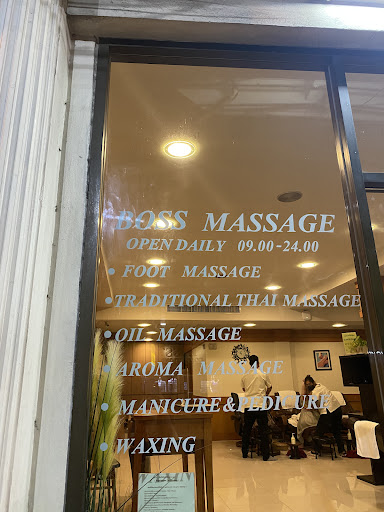 BOSS MASSAGE
OPEN DAILY 09.00-24.00
• FOOT MASSAGE
• TRADITIONAL THAI MASSAGE
• OIL MASSAGE
• AROMA MASSAGE
• MANICURE & PEDICURE
• WAXING